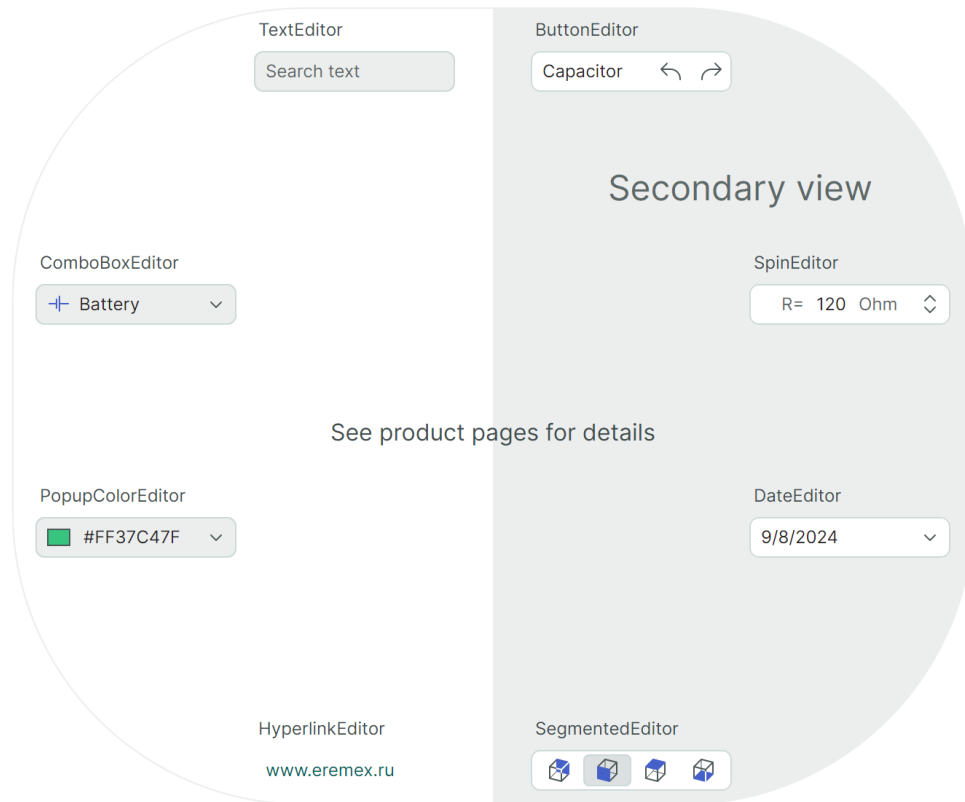 TextEditor
ButtonEditor
Search text
Capacitor
Secondary view
ComboBoxEditor
SpinEditor
Battery
R= 120 Ohm
See product pages for details
PopupColorEditor
DateEditor
#FF37C47F
9/8/2024
HyperlinkEditor
SegmentedEditor
www.eremex.ru